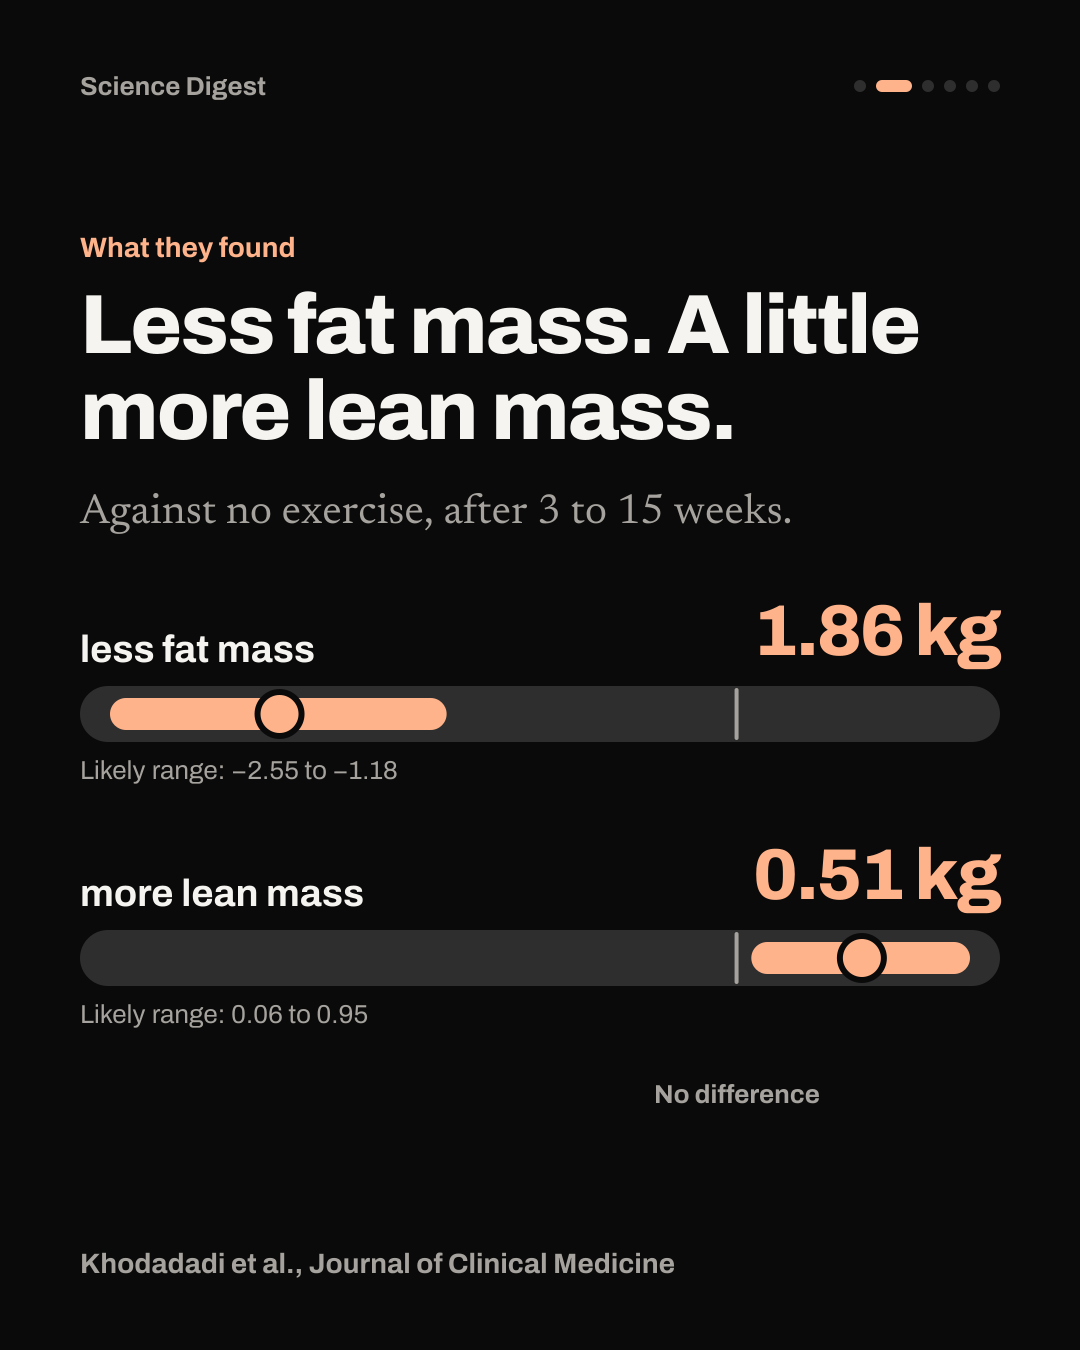 Science Digest
What they found
Less fat mass. A little
more lean mass.
Against no exercise, after 3 to 15 weeks.
less fat mass
1.86 kg
Likely range: −2.55 to −1.18
more lean mass
0.51 kg
Likely range: 0.06 to 0.95
No difference
Khodadadi et al., Journal of Clinical Medicine